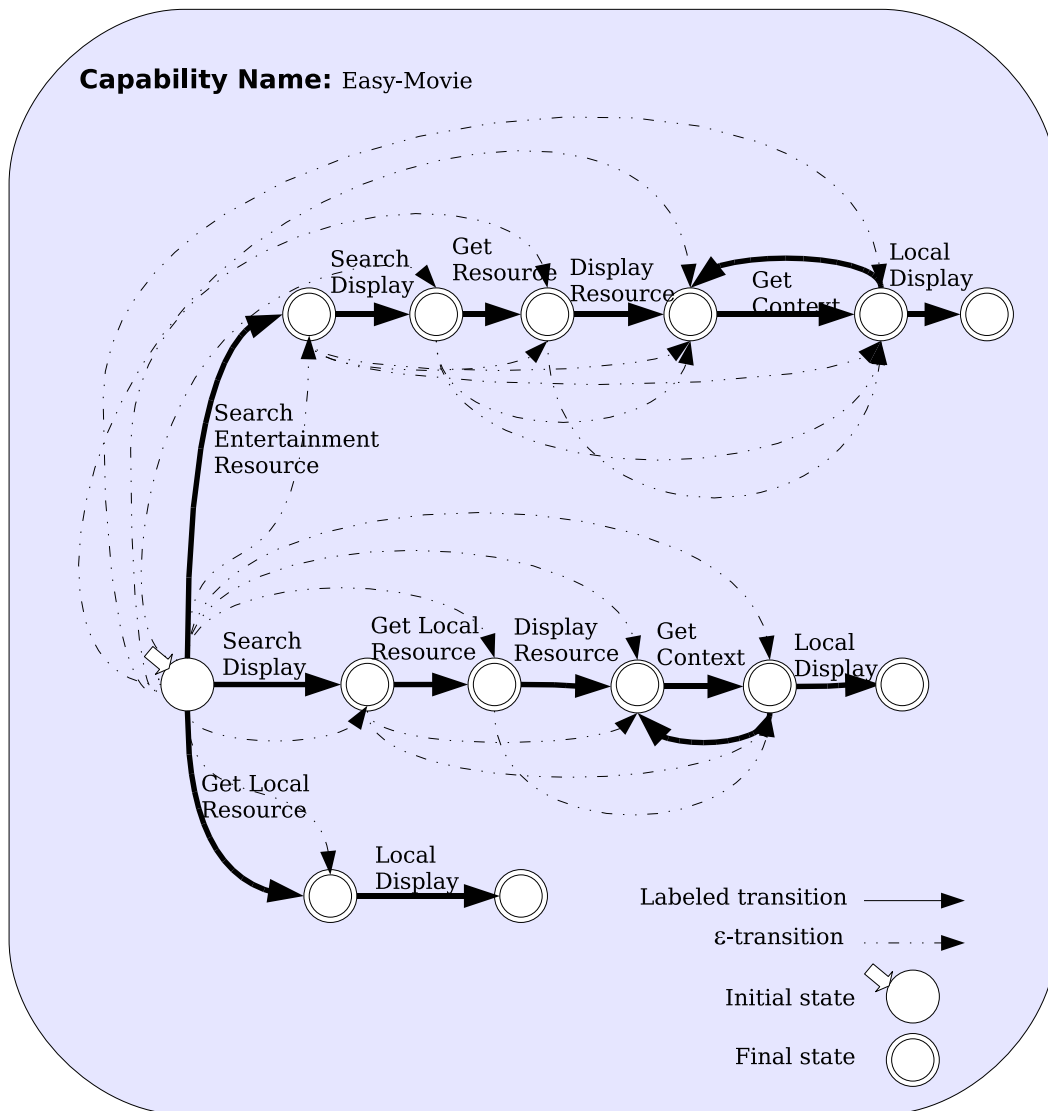 Capability Name: Easy-Movie
Search
Display
Get
Resource
Display
Resource
Get
Context
Local
Display
Search
Entertainment
Resource
Search
Display
Get Local
Resource
Display
Resource
Get
Context
Local
Display
Get Local
Resource
Local
Display
Labeled transition
ε-transition
Initial state
Final state